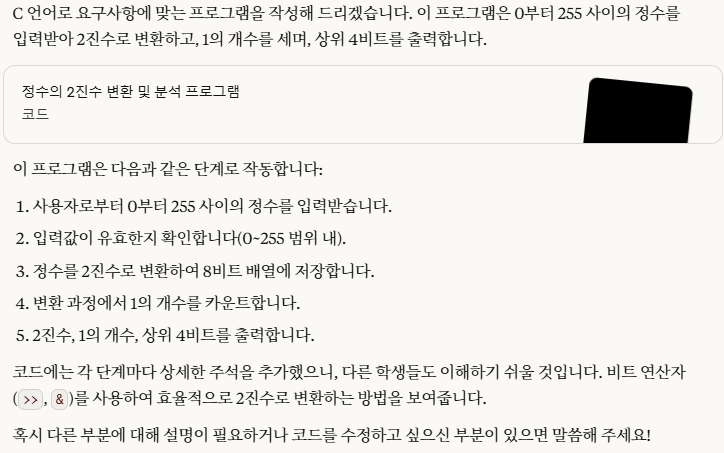 C 언어로 요구사항에 맞는 프로그램을 작성해 드리겠습니다. 이 프로그램은 0부터 255 사이의 정수를
입력받아 2진수로 변환하고, 1의 개수를 세며, 상위 4비트를 출력합니다.
정수의 2진수 변환 및 분석 프로그램
코드
이 프로그램은 다음과 같은 단계로 작동합니다:
1. 사용자로부터 0부터 255 사이의 정수를 입력받습니다.
2. 입력값이 유효한지 확인합니다(0~255 범위 내).
3. 정수를 2진수로 변환하여 8비트 배열에 저장합니다.
4. 변환 과정에서 1의 개수를 카운트합니다.
5. 2진수, 1의 개수, 상위 4비트를 출력합니다.
코드에는 각 단계마다 상세한 주석을 추가했으니, 다른 학생들도 이해하기 쉬울 것입니다. 비트 연산자
(>>, &)를 사용하여 효율적으로 2진수로 변환하는 방법을 보여줍니다.
혹시 다른 부분에 대해 설명이 필요하거나 코드를 수정하고 싶으신 부분이 있으면 말씀해 주세요!